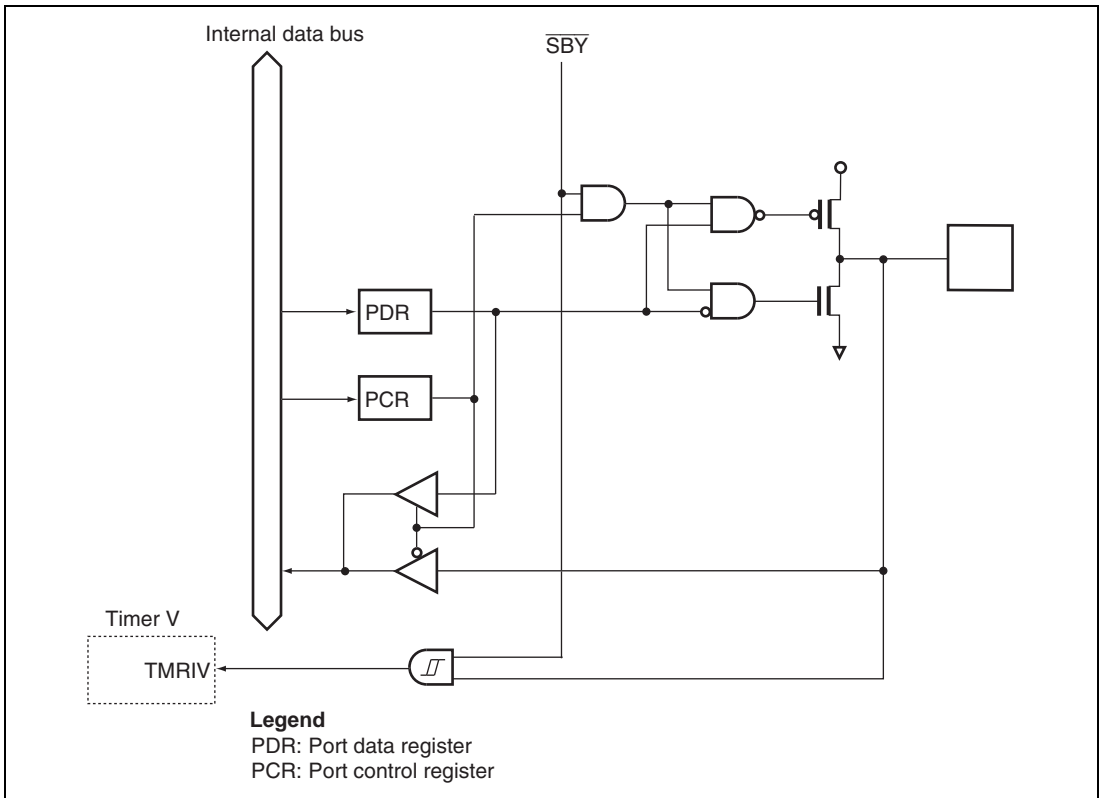 Internal data bus
SBY
PDR
PCR
Timer V
TMRIV
Legend
PDR: Port data register
PCR: Port control register